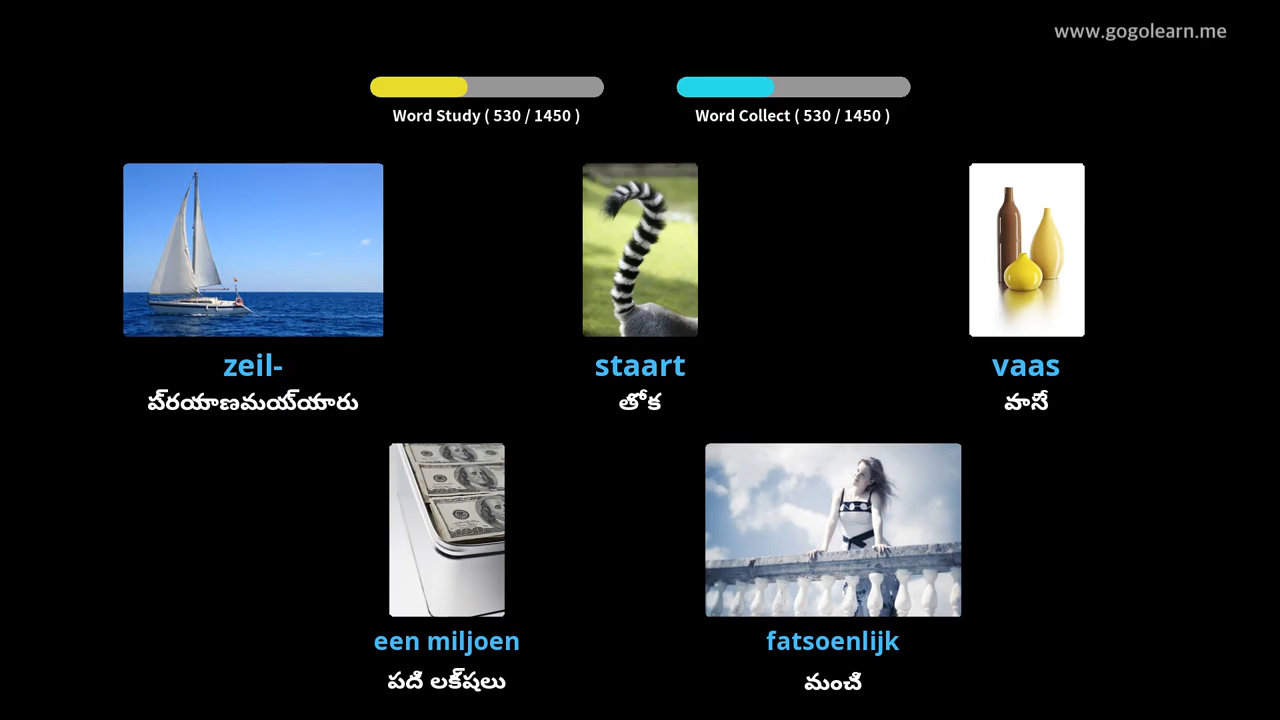 www.gogolearn.me
Word Study ( 530 / 1450 )
Word Collect ( 530 / 1450 )
zeil-
ప్రయాణమయ్యారు
staart
తోక
vaas
వాసే
een miljoen
పది లక్షలు
fatsoenlijk
మంచి